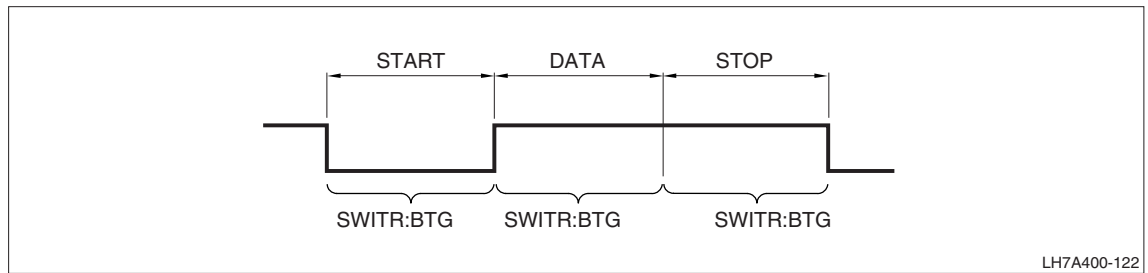 START DATA STOP
SWITR:BTG SWITR:BTG SWITR:BTG
LH7A400-122